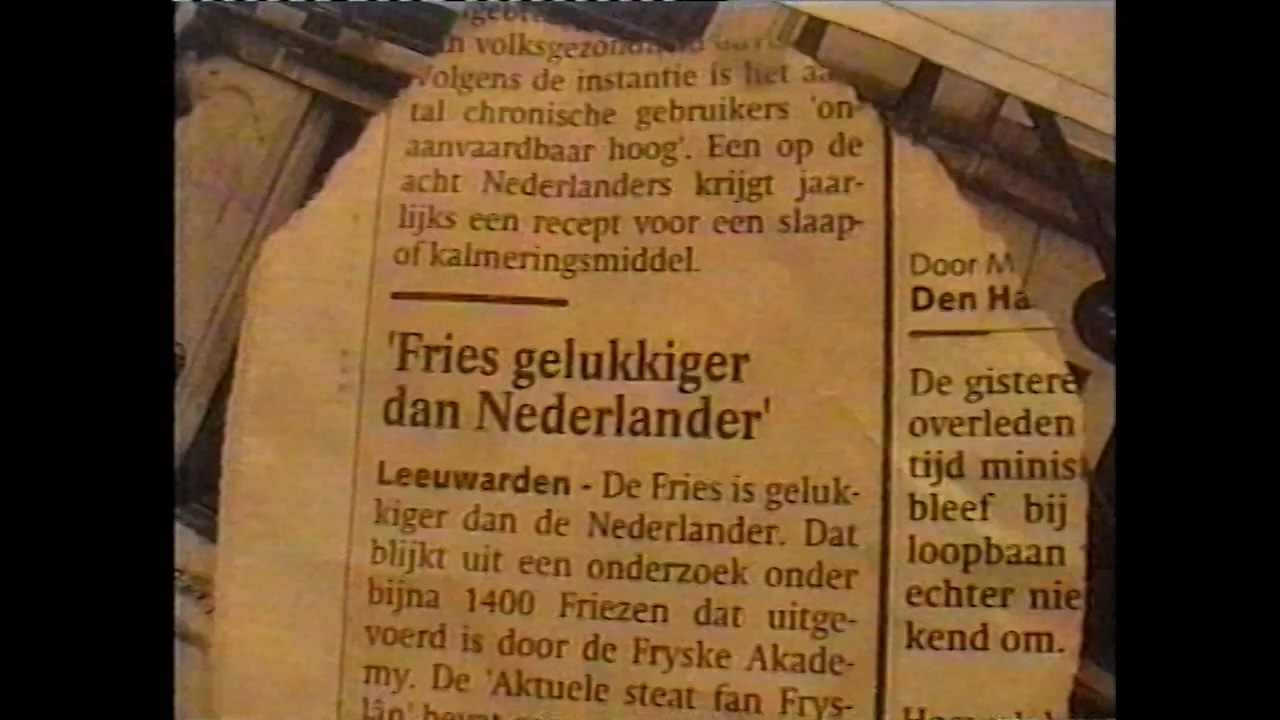 volksgezondheid
Volgens de instantie is het aan-
tal chronische gebruikers 'on-
aanvaardbaar hoog'. Een op de
acht Nederlanders krijgt jaar-
lijks een recept voor een slaap-
of kalmeringsmiddel.
'Fries gelukkiger
dan Nederlander'
Leeuwarden - De Fries is geluk-
kiger dan de Nederlander. Dat
blijkt uit een onderzoek onder
bijna 1400 Friezen dat uitge-
voerd is door de Fryske Akade-
my. De 'Aktuele steat fan Frys-
lân'
Door M
Den Ha
De gistere
overleden
tijd minis
bleef bij
loopbaan
echter nie
kend om.